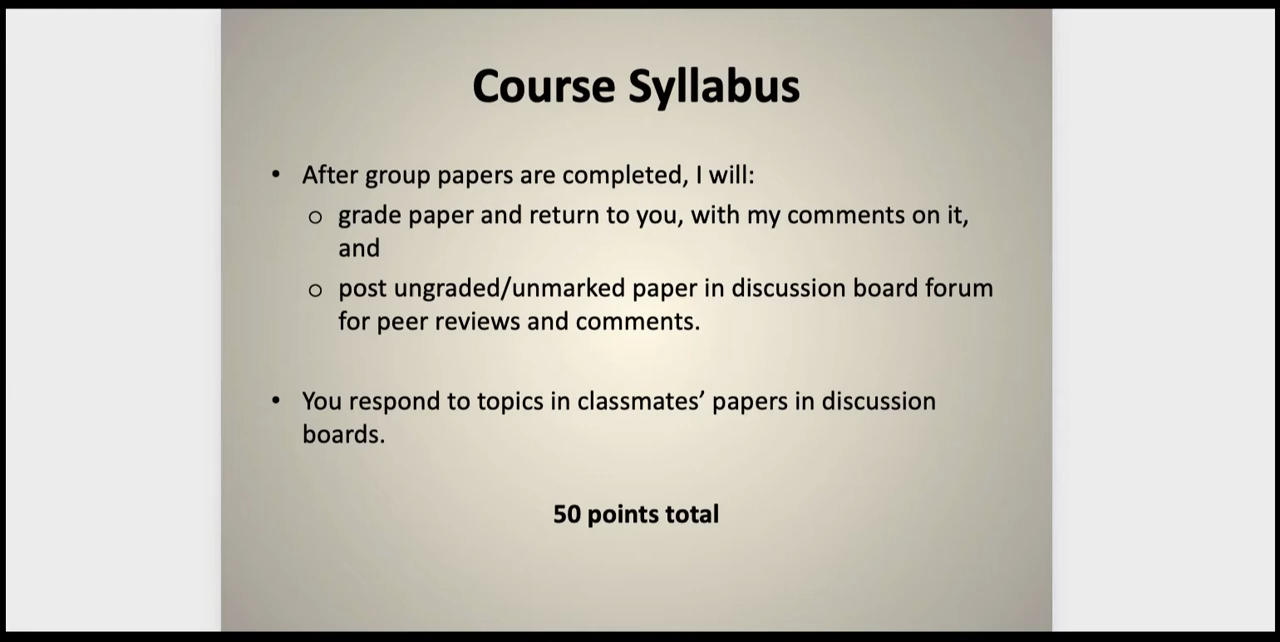 Course Syllabus
• After group papers are completed, I will:
o grade paper and return to you, with my comments on it,
and
o post ungraded/unmarked paper in discussion board forum
for peer reviews and comments.
• You respond to topics in classmates’ papers in discussion
boards.
50 points total